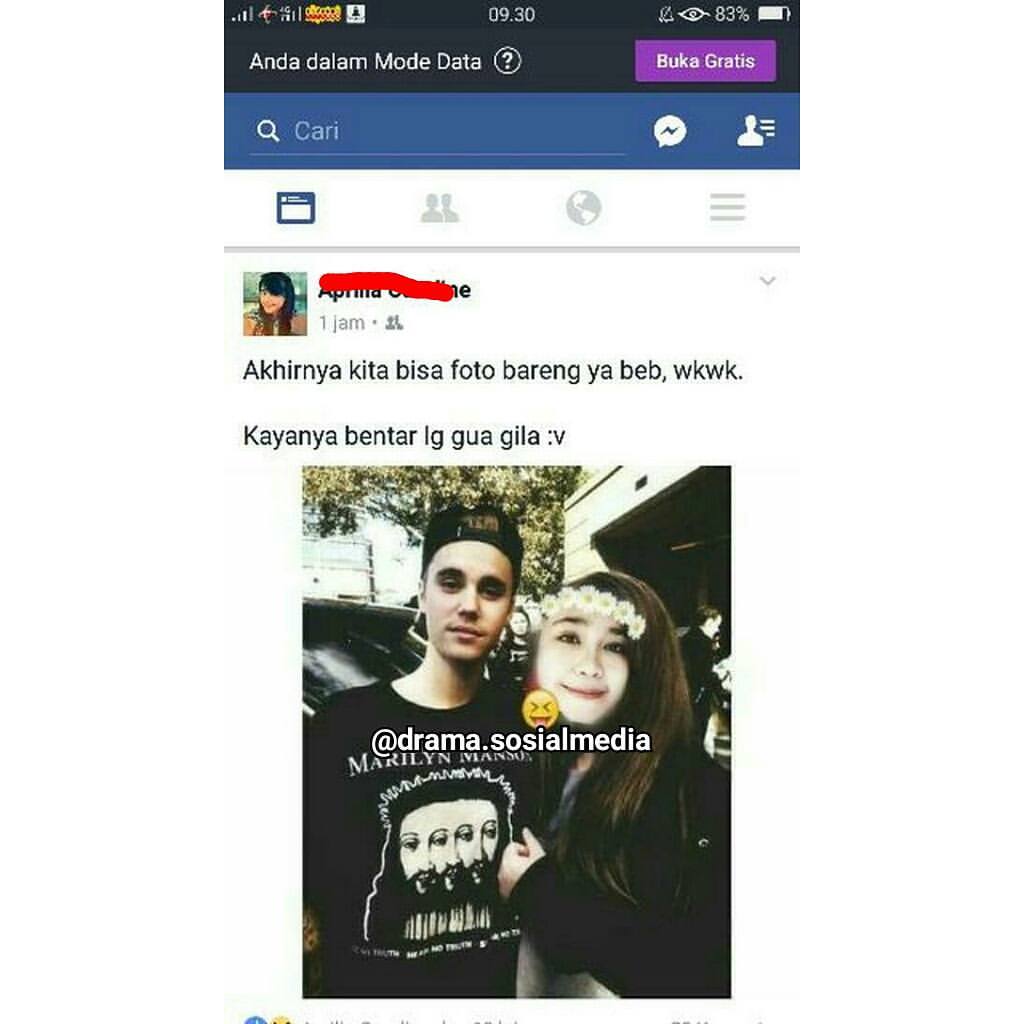 09.30
83%
Anda dalam Mode Data
Buka Gratis
Cari
1 jam
Akhirnya kita bisa foto bareng ya beb, wkwk.
Kayanya bentar lg gua gila :v
@drama.sosialmedia
MARILYN MANSON